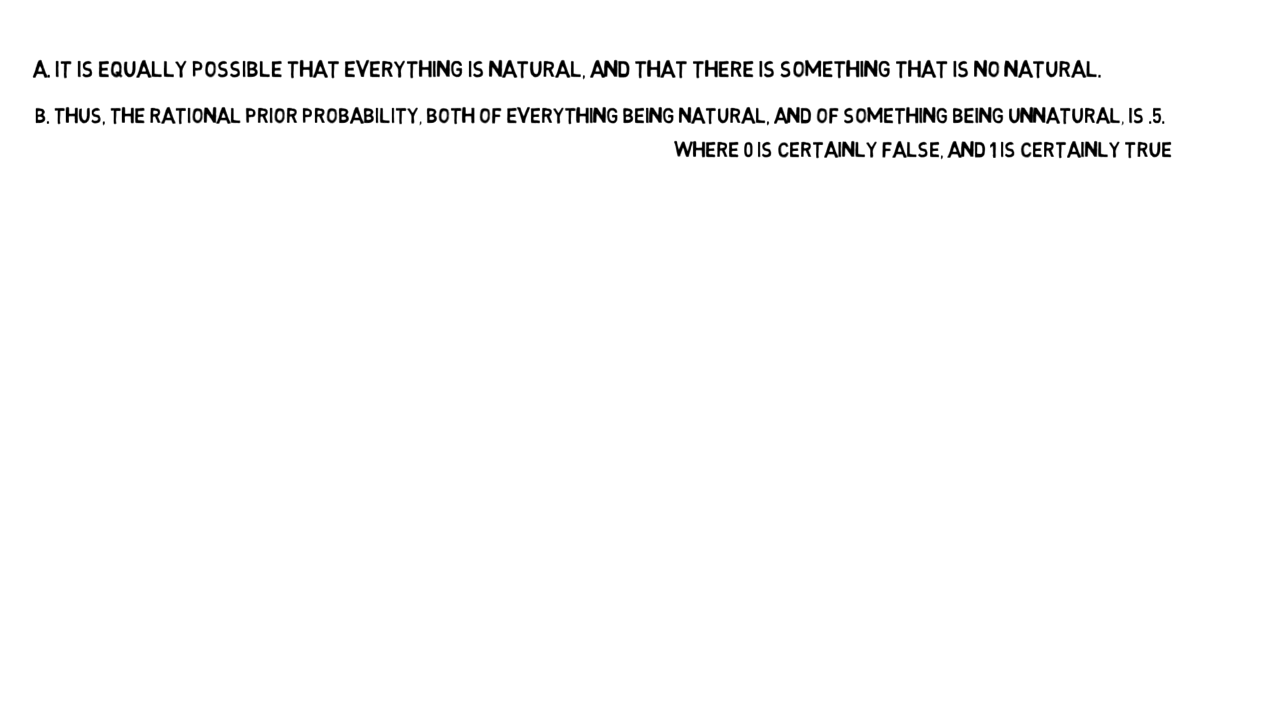 A. IT IS EQUALLY POSSIBLE THAT EVERYTHING IS NATURAL, AND THAT THERE IS SOMETHING THAT IS NO NATURAL.
B. THUS, THE RATIONAL PRIOR PROBABILITY, BOTH OF EVERYTHING BEING NATURAL, AND OF SOMETHING BEING UNNATURAL, IS .5.
WHERE 0 IS CERTAINLY FALSE, AND 1 IS CERTAINLY TRUE